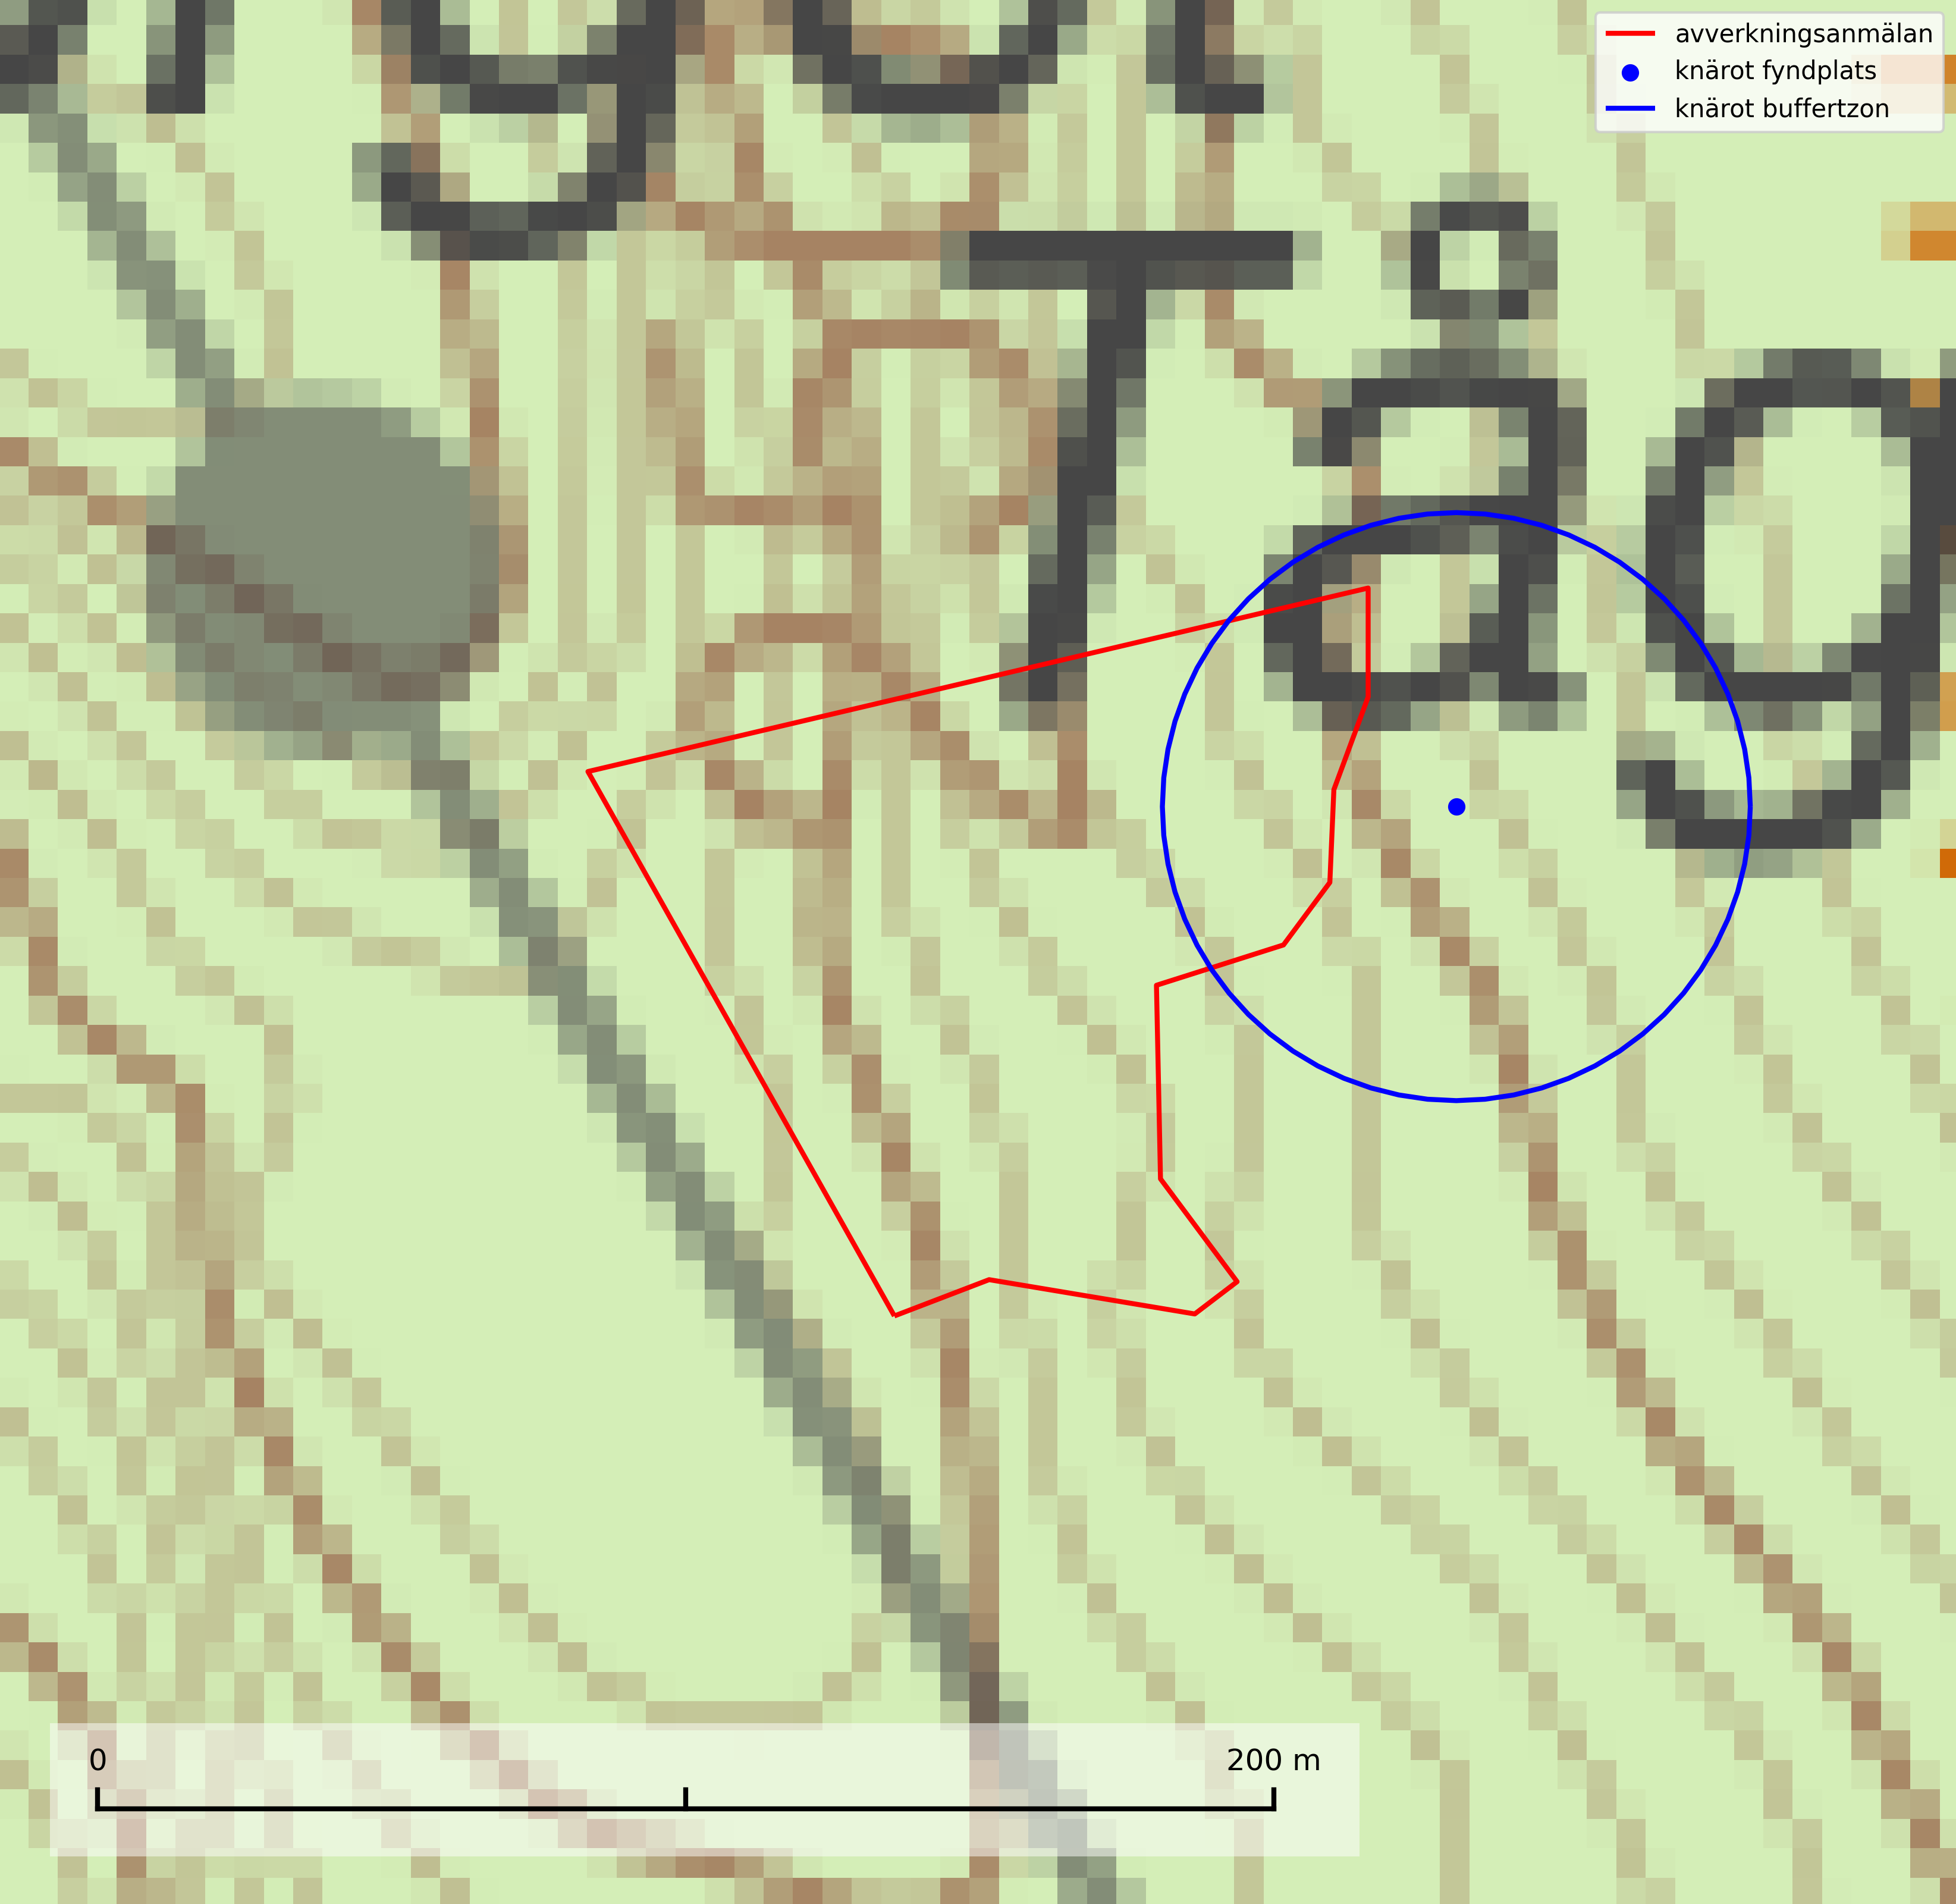 avverkningsanmälan
knärot fyndplats
knärot buffertzon
0 200 m